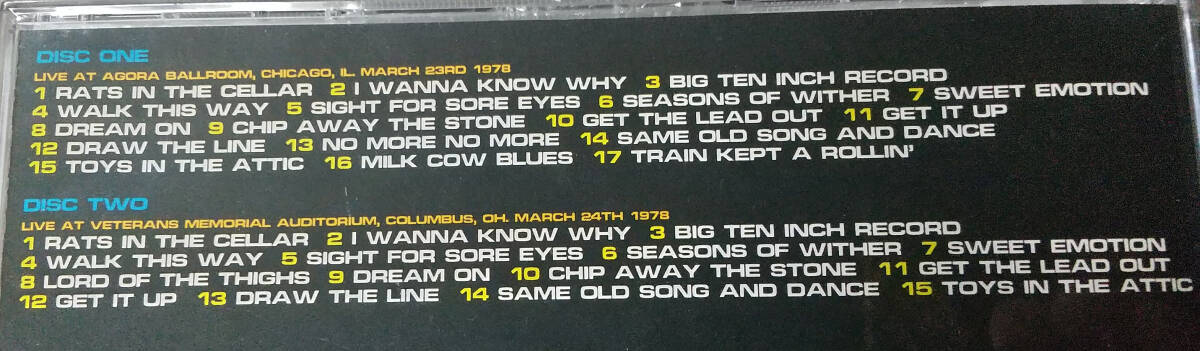 DISC ONE
LIVE AT AGORA BALLROOM, CHICAGO, IL. MARCH 23RD 1978
1 RATS IN THE CELLAR 2 I WANNA KNOW WHY 3 BIG TEN INCH RECORD
4 WALK THIS WAY 5 SIGHT FOR SORE EYES 6 SEASONS OF WITHER 7 SWEET EMOTION
8 DREAM ON 9 CHIP AWAY THE STONE 10 GET THE LEAD OUT 11 GET IT UP
12 DRAW THE LINE 13 NO MORE NO MORE 14 SAME OLD SONG AND DANCE
15 TOYS IN THE ATTIC 16 MILK COW BLUES 17 TRAIN KEPT A ROLLIN'
DISC TWO
LIVE AT VETERANS MEMORIAL AUDITORIUM, COLUMBUS, OH. MARCH 24TH 1978
1 RATS IN THE CELLAR 2 I WANNA KNOW WHY 3 BIG TEN INCH RECORD
4 WALK THIS WAY 5 SIGHT FOR SORE EYES 6 SEASONS OF WITHER 7 SWEET EMOTION
8 LORD OF THE THIGHS 9 DREAM ON 10 CHIP AWAY THE STONE 11 GET THE LEAD OUT
12 GET IT UP 13 DRAW THE LINE 14 SAME OLD SONG AND DANCE 15 TOYS IN THE ATTIC